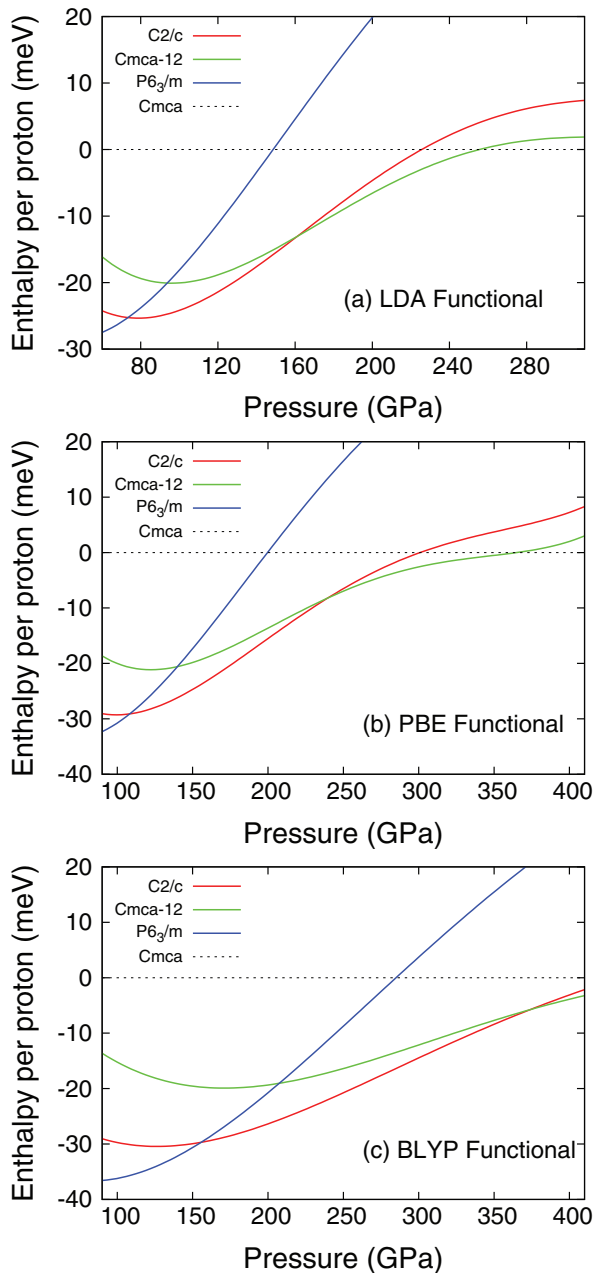 Enthalpy per proton (meV)
20
10
0
-10
-20
-30
C2/c
Cmca-12
P6₃/m
Cmca
(a) LDA Functional
80 120 160 200 240 280
Pressure (GPa)
Enthalpy per proton (meV)
20
10
0
-10
-20
-30
-40
C2/c
Cmca-12
P6₃/m
Cmca
(b) PBE Functional
100 150 200 250 300 350 400
Pressure (GPa)
Enthalpy per proton (meV)
20
10
0
-10
-20
-30
-40
C2/c
Cmca-12
P6₃/m
Cmca
(c) BLYP Functional
100 150 200 250 300 350 400
Pressure (GPa)